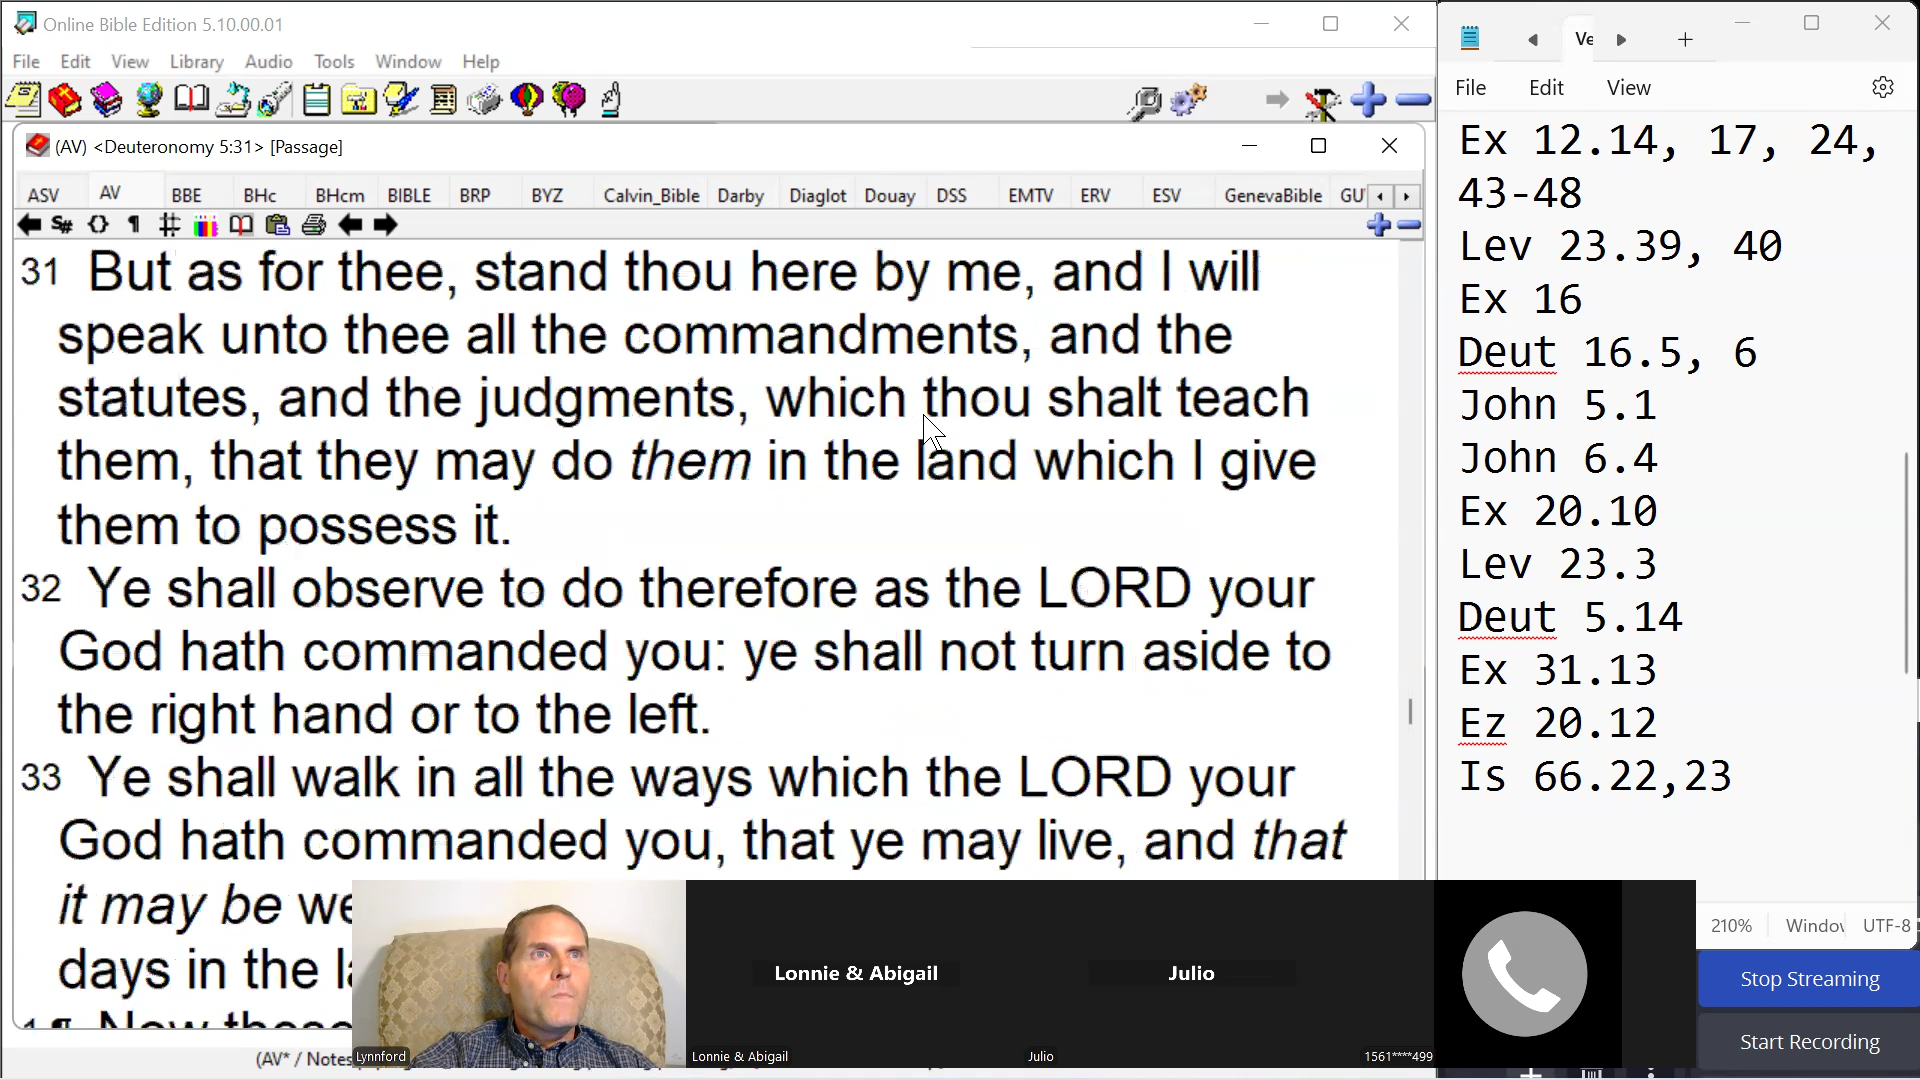 Online Bible Edition 5.10.00.01
File Edit View Library Audio Tools Window Help
(AV) <Deuteronomy 5:31> [Passage]
ASV AV BBE BHc BHcm BIBLE BRP BYZ Calvin_Bible Darby Diaglot Douay DSS EMTV ERV ESV GenevaBible
31 But as for thee, stand thou here by me, and I will
speak unto thee all the commandments, and the
statutes, and the judgments, which thou shalt teach
them, that they may do them in the land which I give
them to possess it.
32 Ye shall observe to do therefore as the LORD your
God hath commanded you: ye shall not turn aside to
the right hand or to the left.
33 Ye shall walk in all the ways which the LORD your
God hath commanded you, that ye may live, and that
it may be
days in the
(AV* / Notes
File Edit View
Ex 12.14, 17, 24,
43-48
Lev 23.39, 40
Ex 16
Deut 16.5, 6
John 5.1
John 6.4
Ex 20.10
Lev 23.3
Deut 5.14
Ex 31.13
Ez 20.12
Is 66.22,23
210% UTF-8
Lonnie & Abigail
Julio
Lynnford
Lonnie & Abigail
Julio
1561****499
Stop Streaming
Start Recording